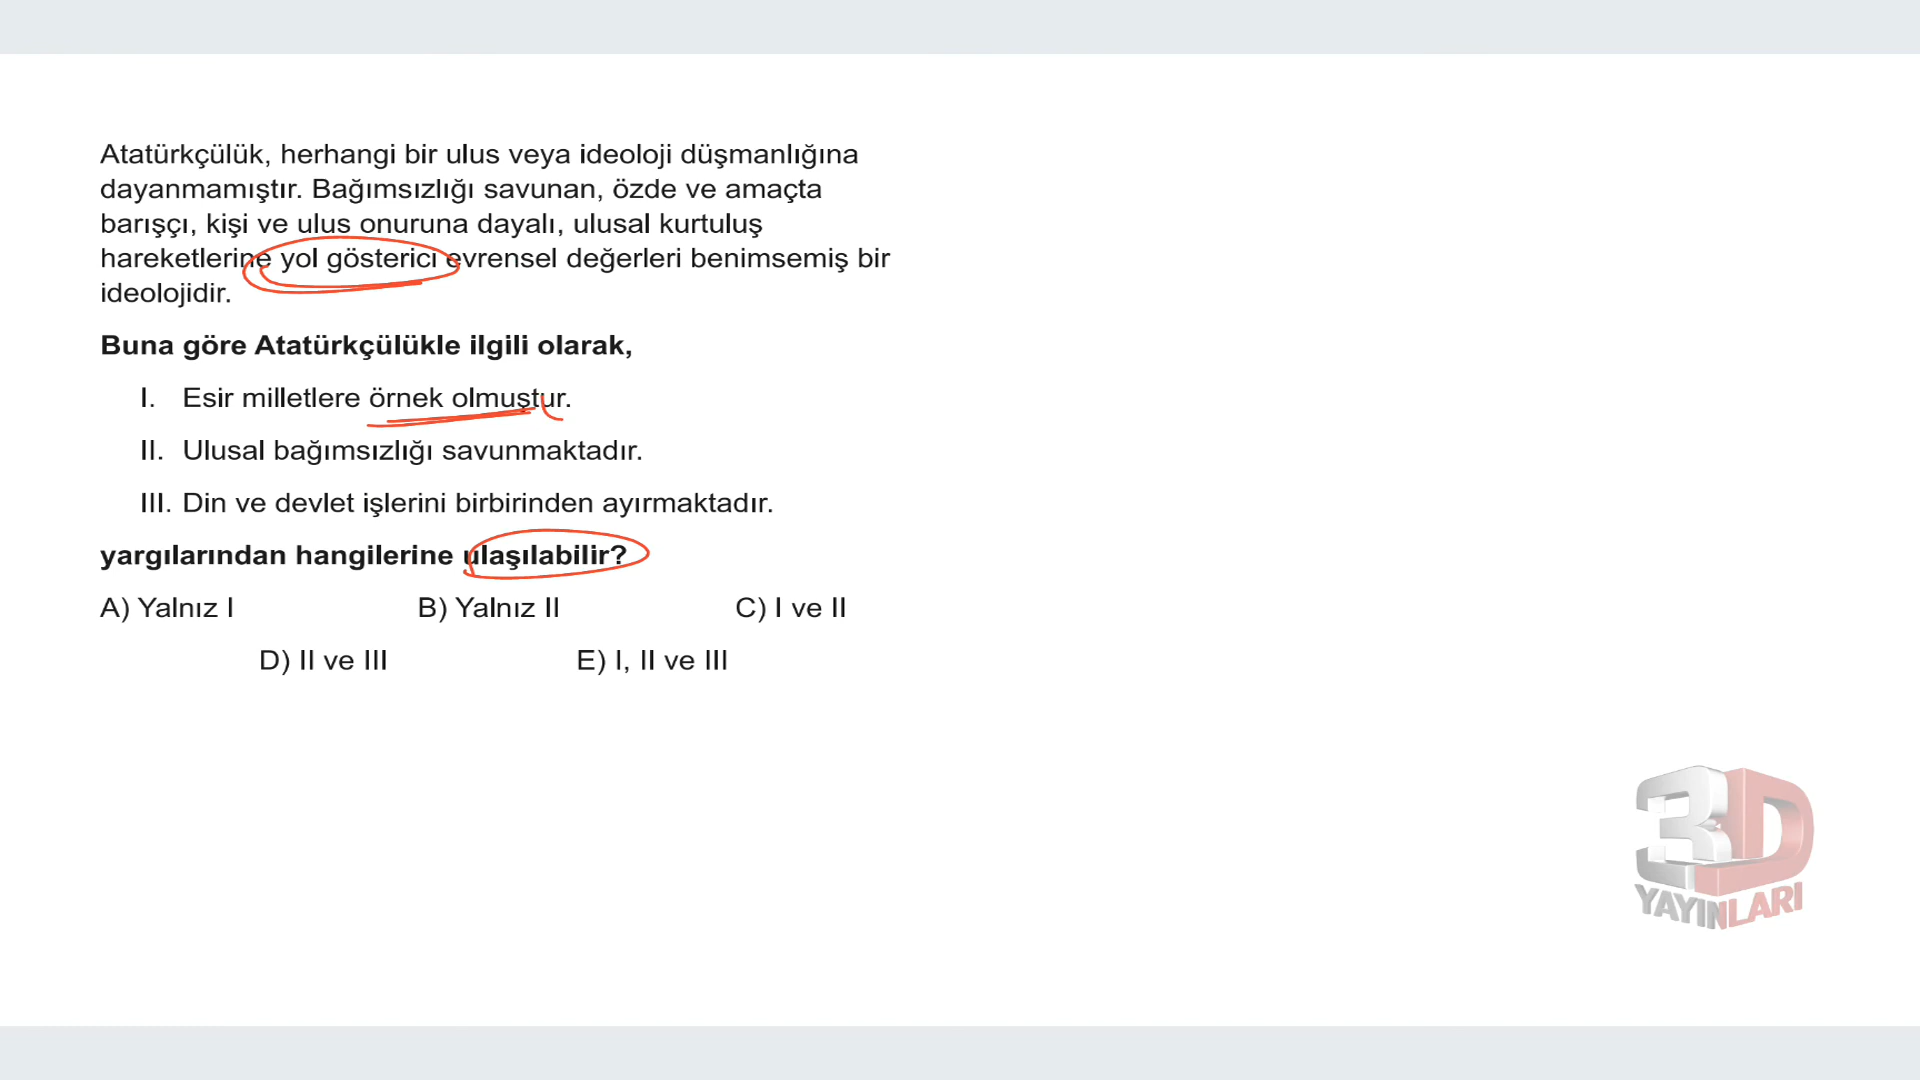 Atatürkçülük, herhangi bir ulus veya ideoloji düşmanlığına
dayanmamıştır. Bağımsızlığı savunan, özde ve amaçta
barışçı, kişi ve ulus onuruna dayalı, ulusal kurtuluş
hareketlerine yol gösterici evrensel değerleri benimsemiş bir
ideolojidir.
Buna göre Atatürkçülükle ilgili olarak,
I. Esir milletlere örnek olmuştur.
II. Ulusal bağımsızlığı savunmaktadır.
III. Din ve devlet işlerini birbirinden ayırmaktadır.
yargılarından hangilerine ulaşılabilir?
A) Yalnız I B) Yalnız II C) I ve II
D) II ve III E) I, II ve III
3D
YAYINLARI